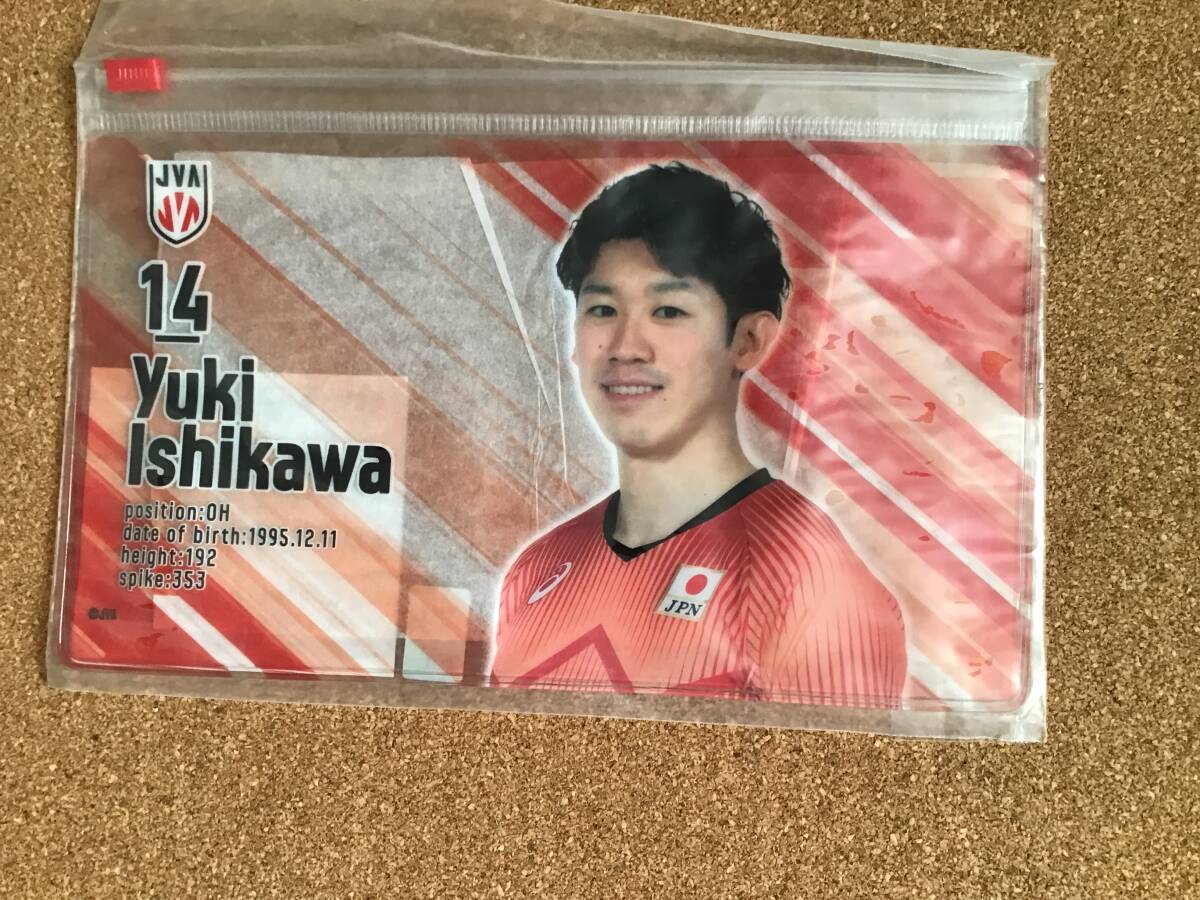 JVA
14
Yuki
Ishikawa
position:OH
date of birth:1995.12.11
height:192
spike:353
JPN